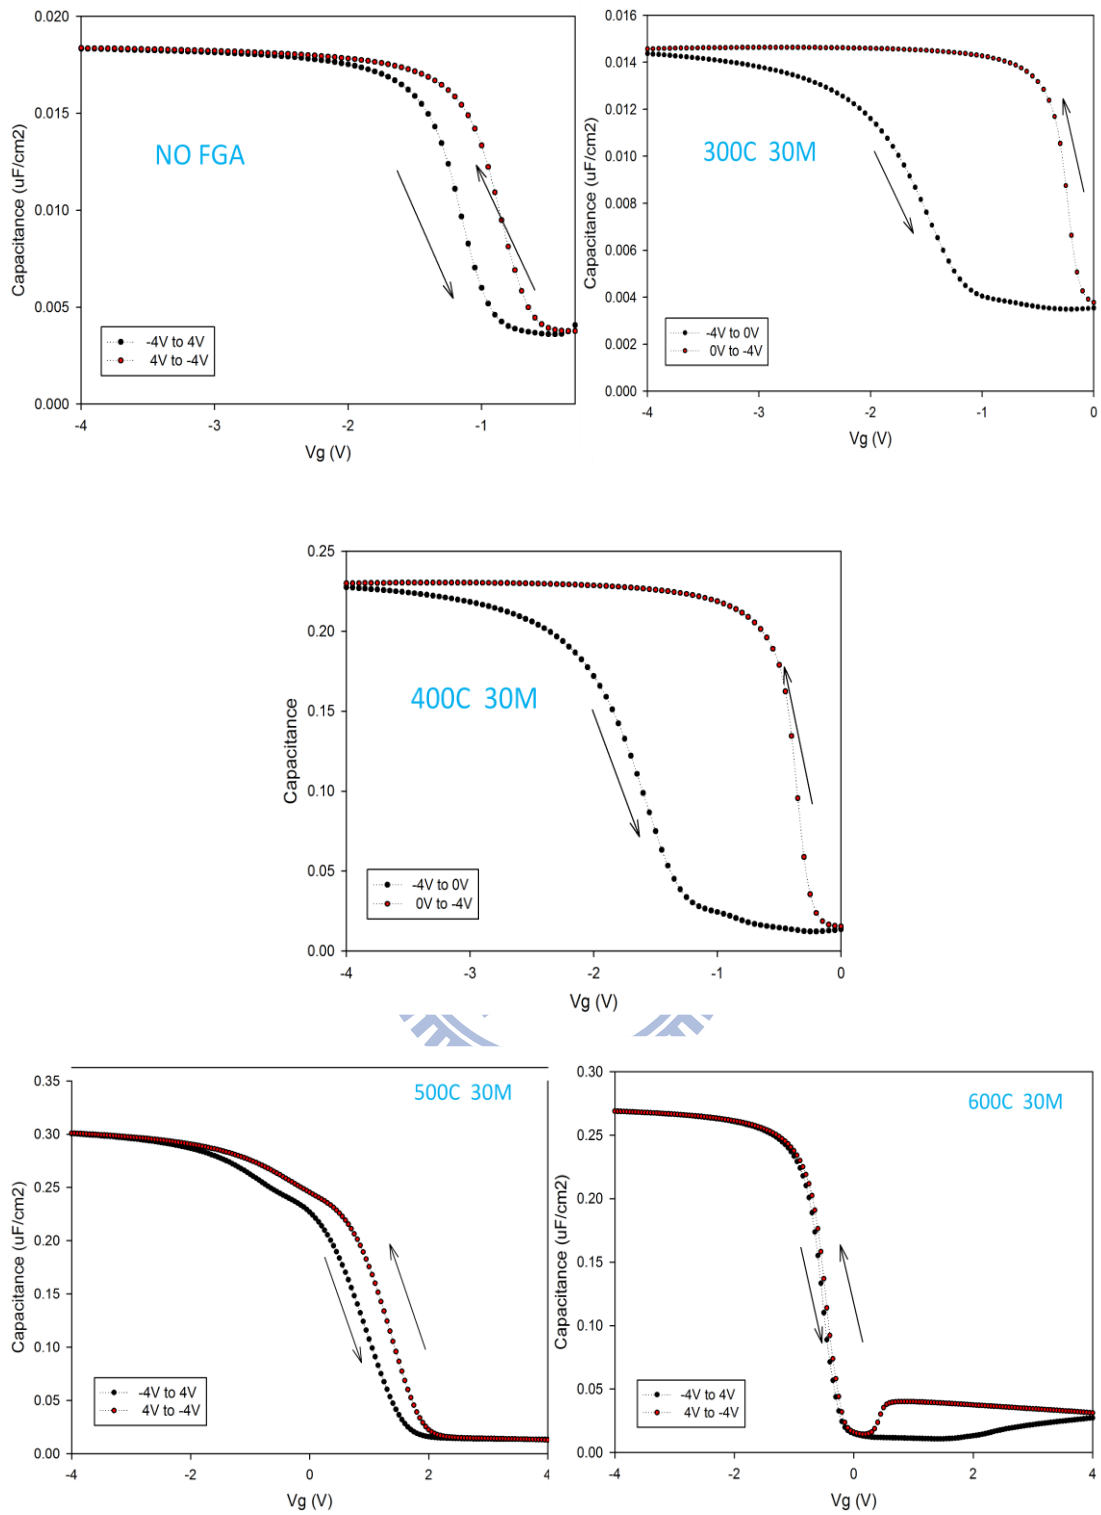 0.020
0.015
0.010
0.005
0.000
Capacitance (uF/cm2)
NO FGA
-4V to 4V
4V to -4V
-4
-3
-2
-1
Vg (V)
0.016
0.014
0.012
0.010
0.008
0.006
0.004
0.002
0.000
Capacitance (uF/cm2)
300C 30M
-4V to 0V
0V to -4V
-4
-3
-2
-1
0
Vg (V)
0.25
0.20
0.15
0.10
0.05
0.00
Capacitance
400C 30M
-4V to 0V
0V to -4V
-4
-3
-2
-1
0
Vg (V)
0.35
0.30
0.25
0.20
0.15
0.10
0.05
0.00
Capacitance (uF/cm2)
500C 30M
-4V to 4V
4V to -4V
-4
-2
0
2
4
Vg (V)
0.30
0.25
0.20
0.15
0.10
0.05
0.00
Capacitance (uF/cm2)
600C 30M
-4V to 4V
4V to -4V
-4
-2
0
2
4
Vg (V)